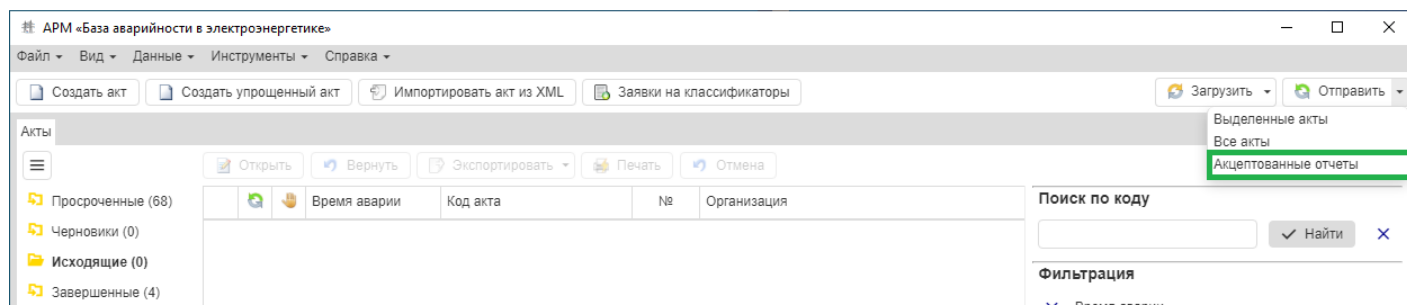 АРМ «База аварийности в электроэнергетике»
Файл Вид Данные Инструменты Справка
Создать акт Создать упрощенный акт Импортировать акт из XML Заявки на классификаторы Загрузить Отправить
Выделенные акты
Все акты
Акцептованные отчеты
Акты
Открыть Вернуть Экспортировать Печать Отмена
Просроченные (68)
Черновики (0)
Исходящие (0)
Завершенные (4)
Время аварии Код акта № Организация
Поиск по коду
Найти
Фильтрация
Время аварии